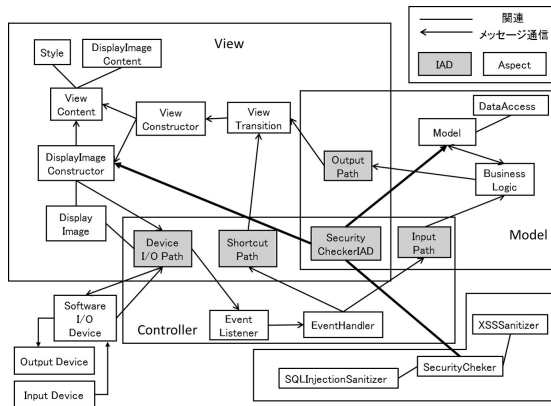 関連
メッセージ通信
IAD
Aspect
View
Style
DisplayImage
Content
View
Content
View
Constructor
View
Transition
DisplayImage
Constructor
Display
Image
Output
Path
DataAccess
Model
Business
Logic
Model
Device
I/O Path
Shortcut
Path
Security
CheckerIAD
Input
Path
Software
I/O
Device
Controller
Event
Listener
EventHandler
Output Device
Input Device
XSSSanitizer
SecurityCheker
SQLInjectionSanitizer